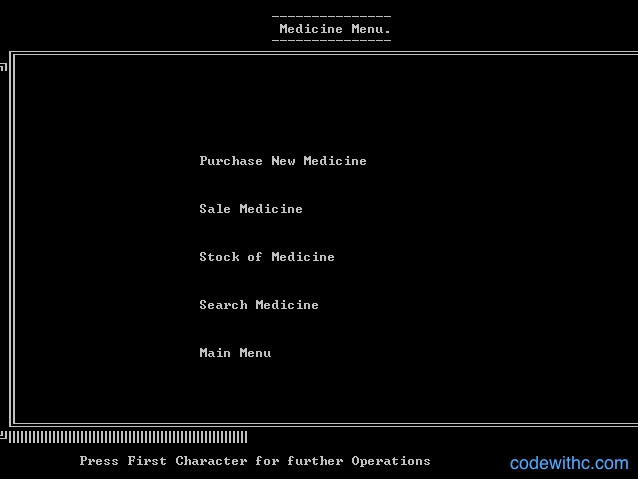 Medicine Menu.
Purchase New Medicine
Sale Medicine
Stock of Medicine
Search Medicine
Main Menu
Press First Character for further Operations
codewithc.com